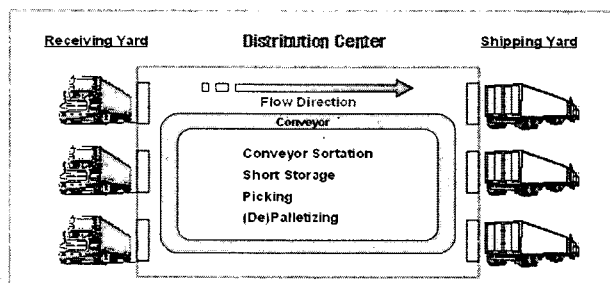 Receiving Yard
Distribution Center
Shipping Yard
Flow Direction
Conveyor
Conveyor Sortation
Short Storage
Picking
(De)Palletizing